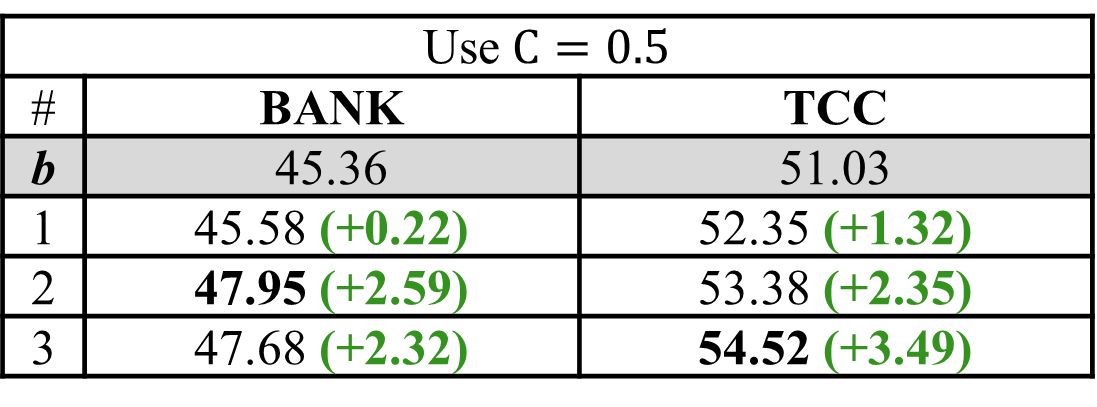 Use C = 0.5
# BANK TCC
b 45.36 51.03
1 45.58 (+0.22) 52.35 (+1.32)
2 47.95 (+2.59) 53.38 (+2.35)
3 47.68 (+2.32) 54.52 (+3.49)